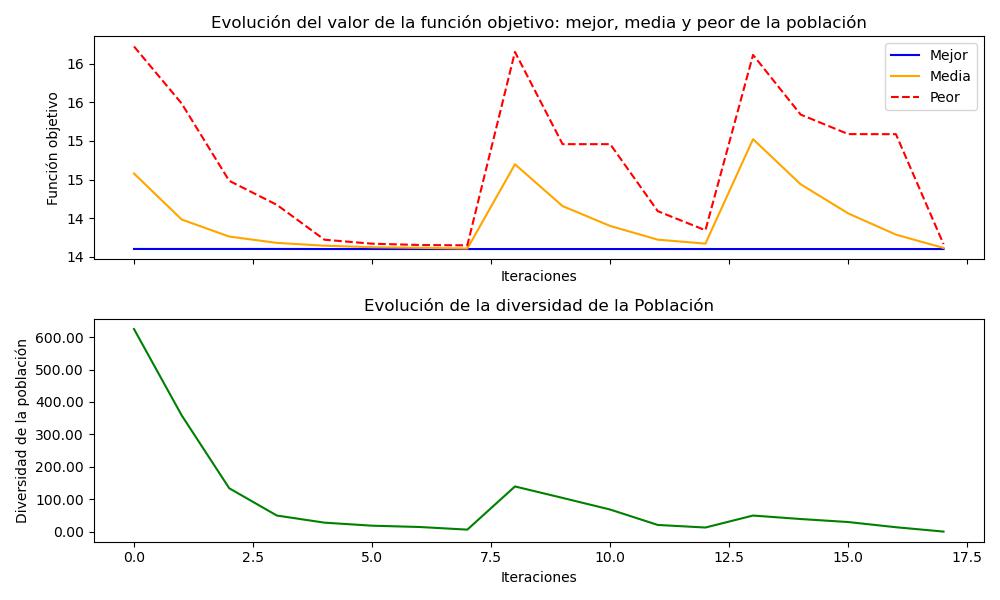 Evolución del valor de la función objetivo: mejor, media y peor de la población
Función objetivo
16
16
15
15
14
14
Mejor
Media
Peor
Iteraciones
Evolución de la diversidad de la Población
Diversidad de la población
600.00
500.00
400.00
300.00
200.00
100.00
0.00
0.0 2.5 5.0 7.5 10.0 12.5 15.0 17.5
Iteraciones